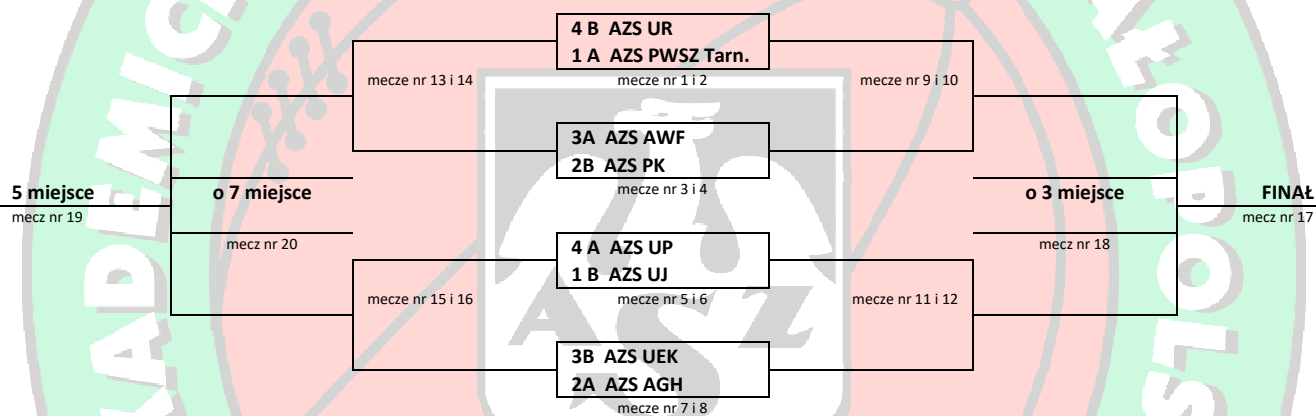 4 B AZS UR
1 A AZS PWSZ Tarn.
mecze nr 13 i 14
mecze nr 1 i 2
mecze nr 9 i 10
3A AZS AWF
2B AZS PK
mecze nr 3 i 4
5 miejsce
o 7 miejsce
o 3 miejsce
FINAŁ
mecz nr 19
mecz nr 17
mecz nr 20
mecz nr 18
4 A AZS UP
1 B AZS UJ
mecze nr 15 i 16
mecze nr 5 i 6
mecze nr 11 i 12
3B AZS UEK
2A AZS AGH
mecze nr 7 i 8
KADEMIC
AŁOPOLS
AZS